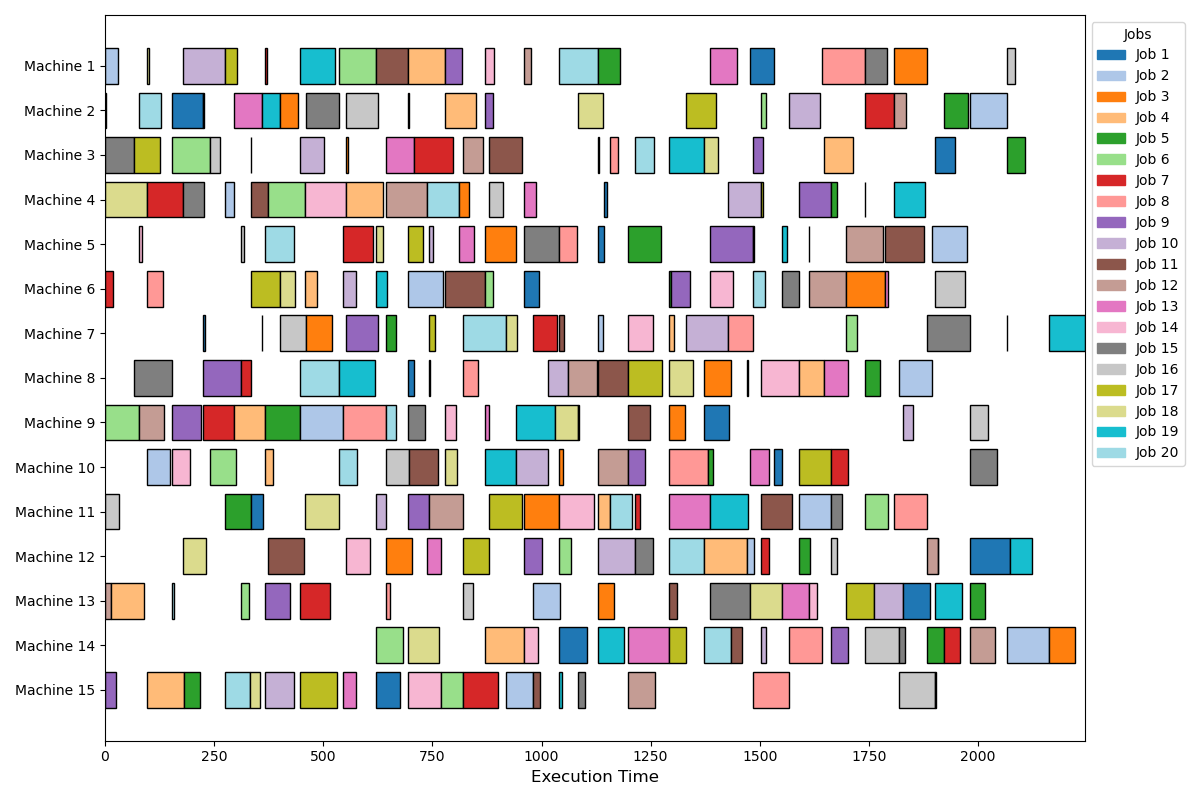 Machine 1
Machine 2
Machine 3
Machine 4
Machine 5
Machine 6
Machine 7
Machine 8
Machine 9
Machine 10
Machine 11
Machine 12
Machine 13
Machine 14
Machine 15
0 250 500 750 1000 1250 1500 1750 2000
Execution Time
Jobs
Job 1
Job 2
Job 3
Job 4
Job 5
Job 6
Job 7
Job 8
Job 9
Job 10
Job 11
Job 12
Job 13
Job 14
Job 15
Job 16
Job 17
Job 18
Job 19
Job 20